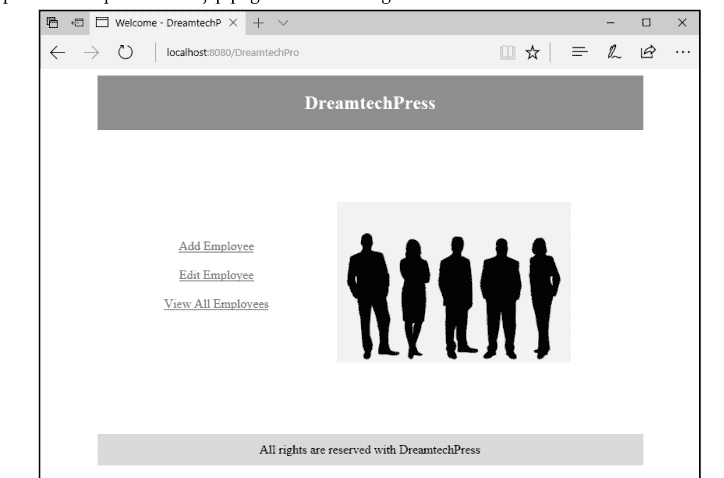 Welcome - DreamtechP
localhost:8080/DreamtechPro
DreamtechPress
Add Employee
Edit Employee
View All Employees
All rights are reserved with DreamtechPress